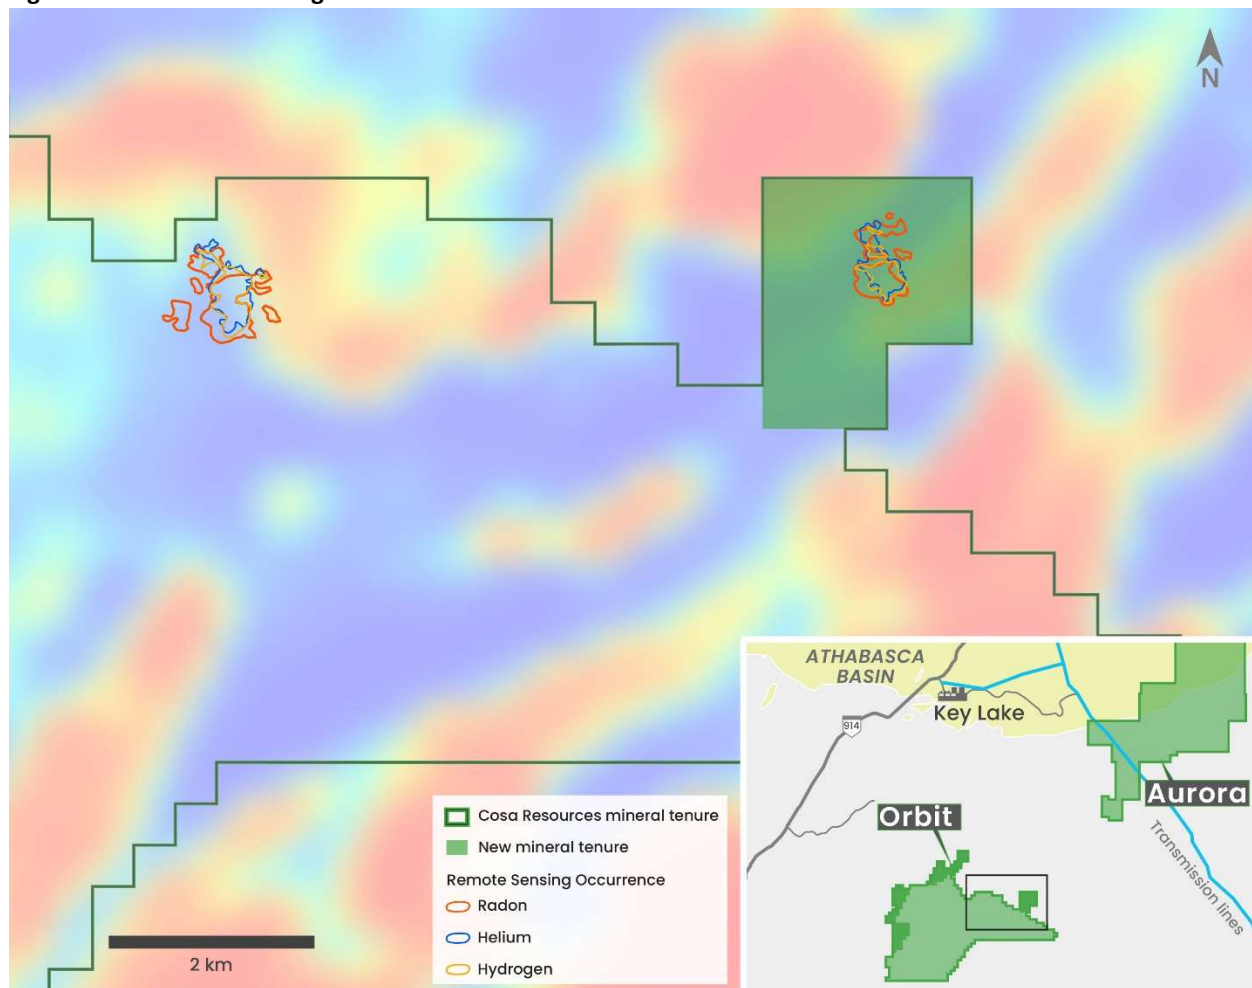 N
ATHABASCA
BASIN
Key Lake
914
Aurora
Orbit
Transmission lines
Cosa Resources mineral tenure
New mineral tenure
Remote Sensing Occurrence
Radon
Helium
Hydrogen
2 km